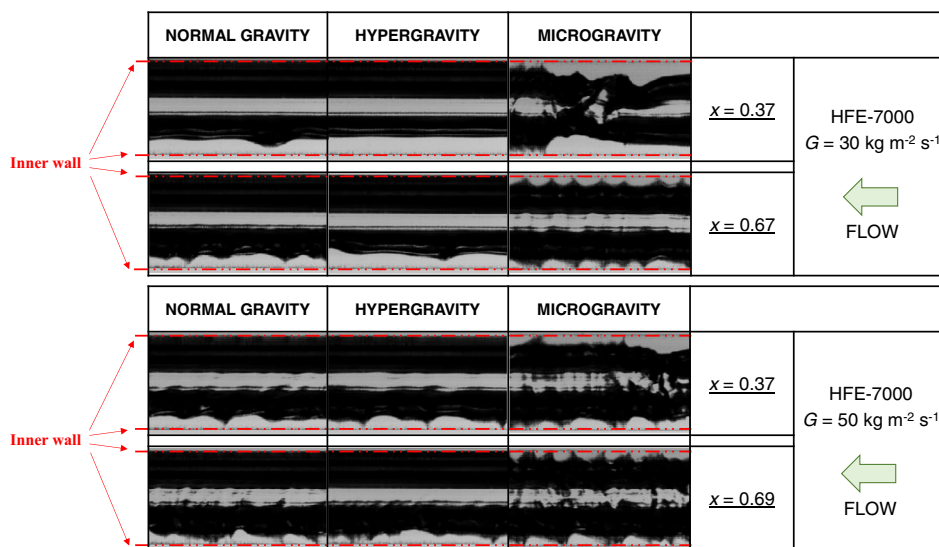 NORMAL GRAVITY HYPERGRAVITY MICROGRAVITY
x = 0.37
HFE-7000
G = 30 kg m⁻² s⁻¹
Inner wall
x = 0.67
FLOW
NORMAL GRAVITY HYPERGRAVITY MICROGRAVITY
x = 0.37
HFE-7000
G = 50 kg m⁻² s⁻¹
Inner wall
x = 0.69
FLOW